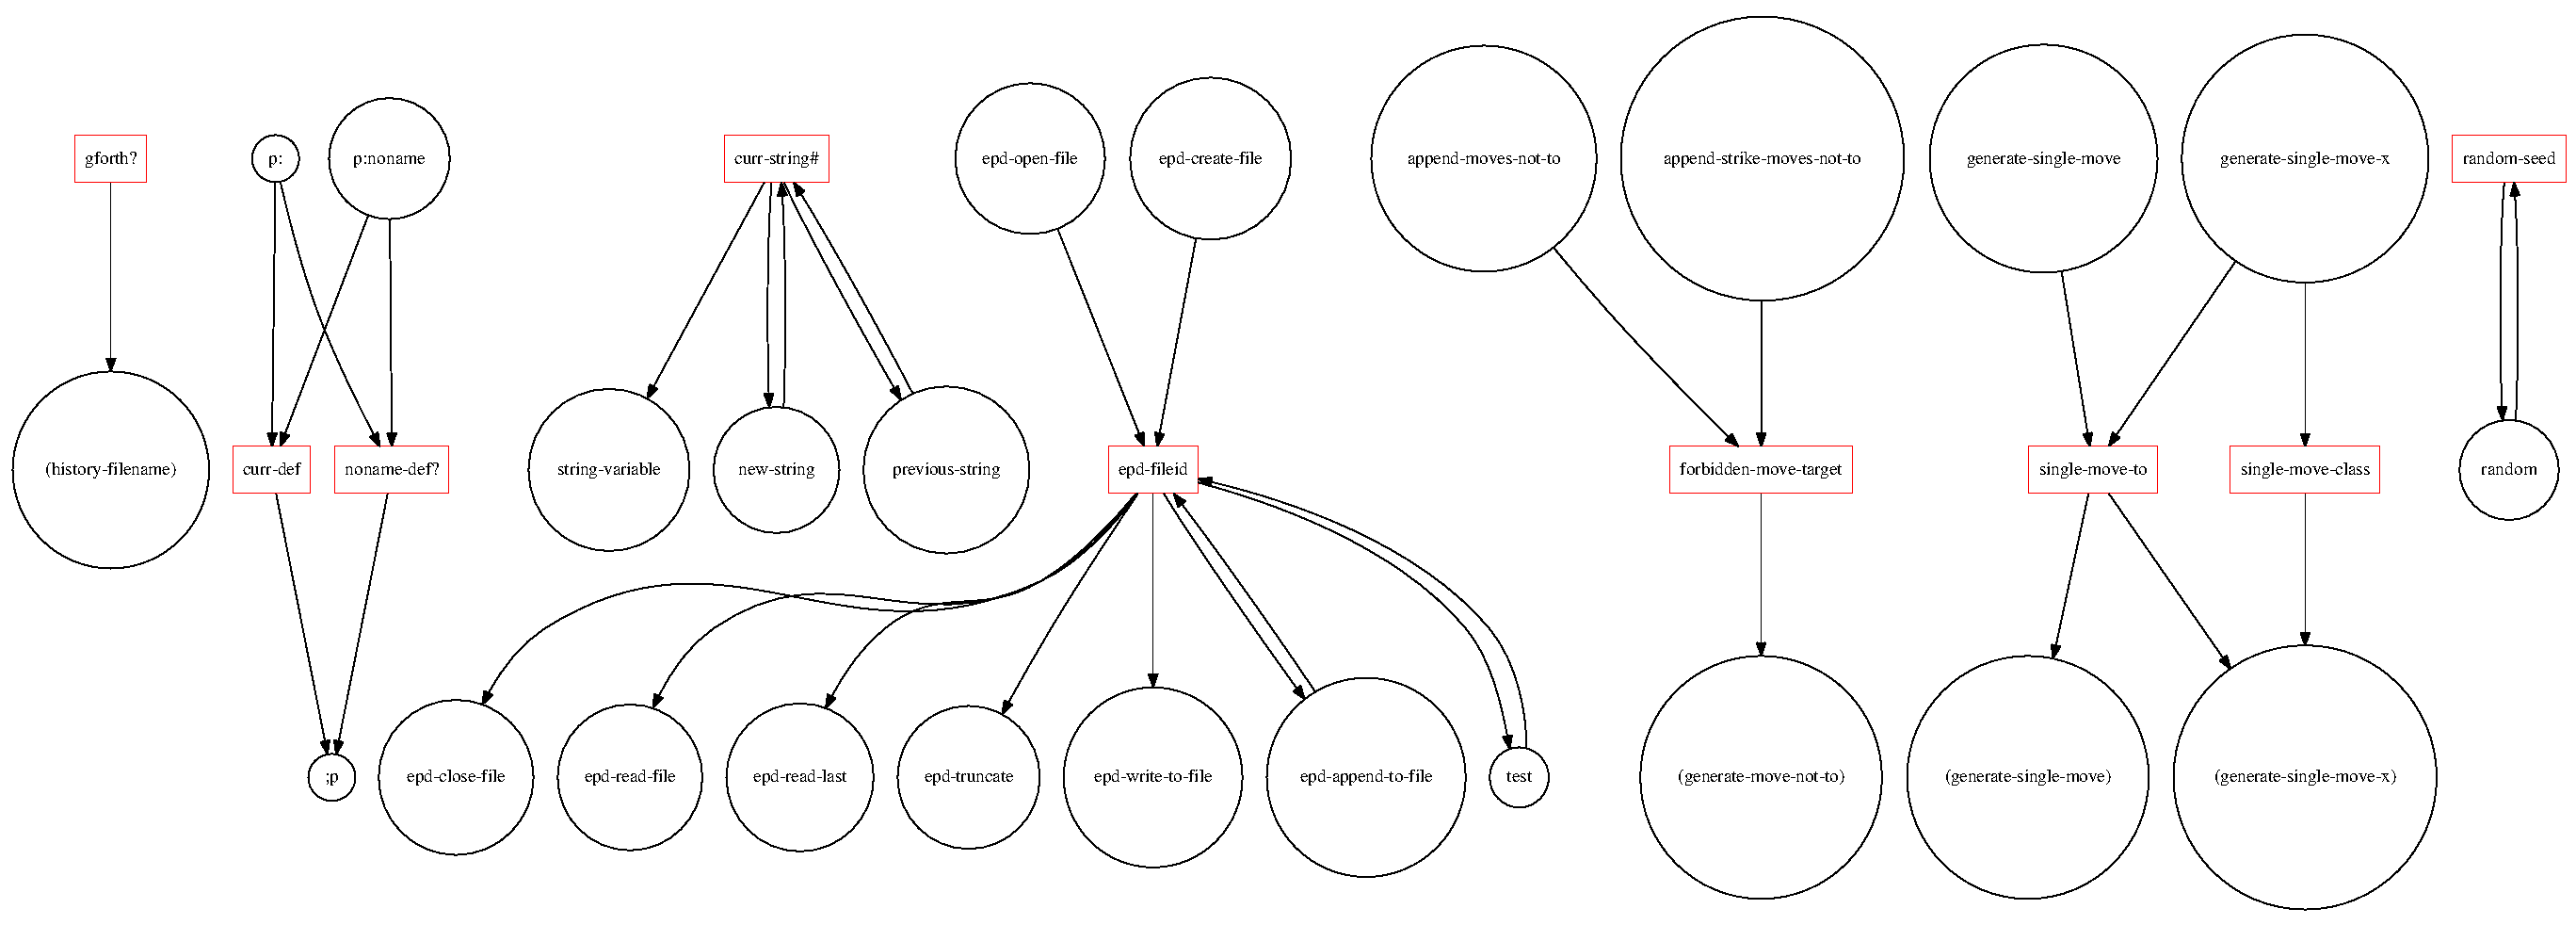 gforth?
p:
p:noname
curr-string#
epd-open-file
epd-create-file
append-moves-not-to
append-strike-moves-not-to
generate-single-move
generate-single-move-x
random-seed
(history-filename)
curr-def
noname-def?
string-variable
new-string
previous-string
epd-fileid
forbidden-move-target
single-move-to
single-move-class
random
;p
epd-close-file
epd-read-file
epd-read-last
epd-truncate
epd-write-to-file
epd-append-to-file
test
(generate-move-not-to)
(generate-single-move)
(generate-single-move-x)